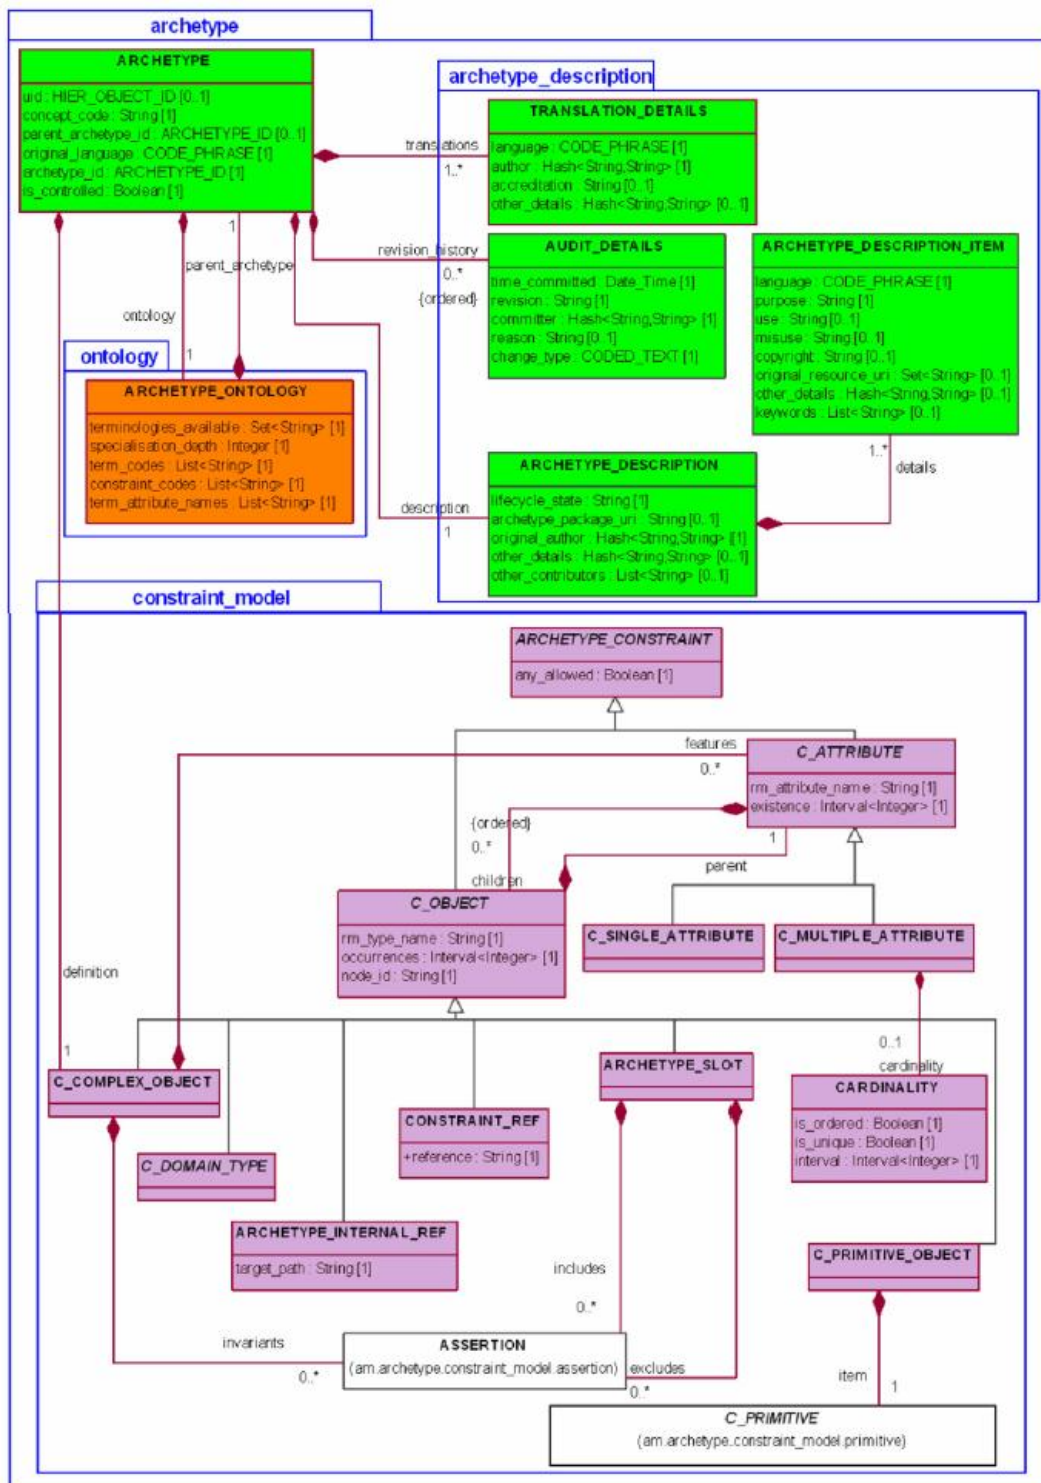 archetype
ARCHETYPE
uid : HIER_OBJECT_ID [0..1]
concept_code : String [1]
parent_archetype_id : ARCHETYPE_ID [0..1]
original_language : CODE_PHRASE [1]
archetype_id : ARCHETYPE_ID [1]
is_controlled : Boolean [1]
archetype_description
TRANSLATION_DETAILS
language : CODE_PHRASE [1]
author : Hash<String,String> [1]
accreditation : String [0..1]
other_details : Hash<String,String> [0..1]
translations
1..*
revision_history
0..*
{ordered}
AUDIT_DETAILS
time_committed : Date_Time [1]
revision : String [1]
committer : Hash<String,String> [1]
reason : String [0..1]
change_type : CODED_TEXT [1]
ARCHETYPE_DESCRIPTION_ITEM
language : CODE_PHRASE [1]
purpose : String [1]
use : String [0..1]
misuse : String [0..1]
copyright : String [0..1]
original_resource_uri : Set<String> [0..1]
other_details : Hash<String,String> [0..1]
keywords : List<String> [0..1]
1
parent_archetype
ontology
1
ontology
ARCHETYPE_ONTOLOGY
terminologies_available : Set<String> [1]
specialisation_depth : Integer [1]
term_codes : List<String> [1]
constraint_codes : List<String> [1]
term_attribute_names : List<String> [1]
1..*
details
description
1
ARCHETYPE_DESCRIPTION
lifecycle_state : String [1]
archetype_package_uri : String [0..1]
original_author : Hash<String,String> [1]
other_details : Hash<String,String> [0..1]
other_contributors : List<String> [0..1]
constraint_model
ARCHETYPE_CONSTRAINT
any_allowed : Boolean [1]
features
0..*
C_ATTRIBUTE
rm_attribute_name : String [1]
existence : Interval<Integer> [1]
{ordered}
0..*
children
1
parent
C_OBJECT
rm_type_name : String [1]
occurrences : Interval<Integer> [1]
node_id : String [1]
C_SINGLE_ATTRIBUTE
C_MULTIPLE_ATTRIBUTE
definition
1
0..1
cardinality
C_COMPLEX_OBJECT
ARCHETYPE_SLOT
CARDINALITY
is_ordered : Boolean [1]
is_unique : Boolean [1]
interval : Interval<Integer> [1]
CONSTRAINT_REF
+reference : String [1]
C_DOMAIN_TYPE
ARCHETYPE_INTERNAL_REF
target_path : String [1]
C_PRIMITIVE_OBJECT
includes
0..*
invariants
0..*
ASSERTION
(am.archetype.constraint_model.assertion)
excludes
0..*
item
1
C_PRIMITIVE
(am.archetype.constraint_model.primitive)